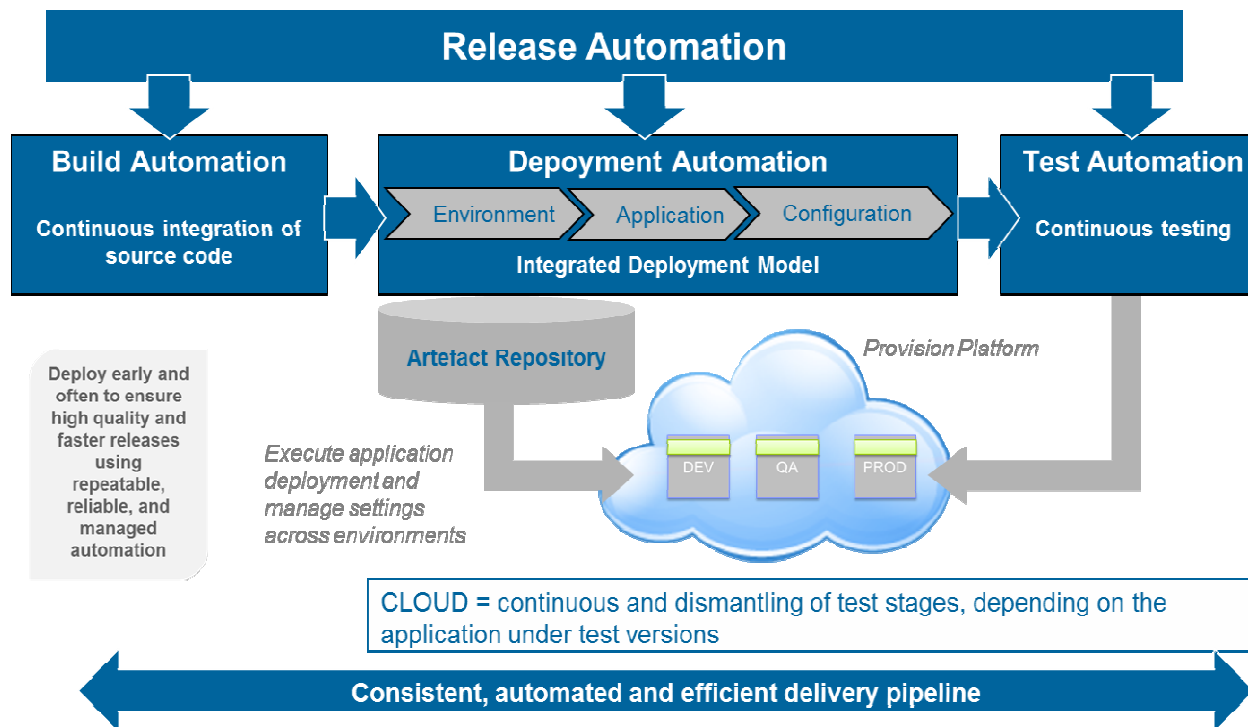 Release Automation
Build Automation
Continuous integration of
source code
Depoyment Automation
Environment
Application
Configuration
Integrated Deployment Model
Test Automation
Continuous testing
Artefact Repository
Provision Platform
Deploy early and
often to ensure
high quality and
faster releases
using
repeatable,
reliable, and
managed
automation
Execute application
deployment and
manage settings
across environments
DEV
QA
PROD
CLOUD = continuous and dismantling of test stages, depending on the
application under test versions
Consistent, automated and efficient delivery pipeline